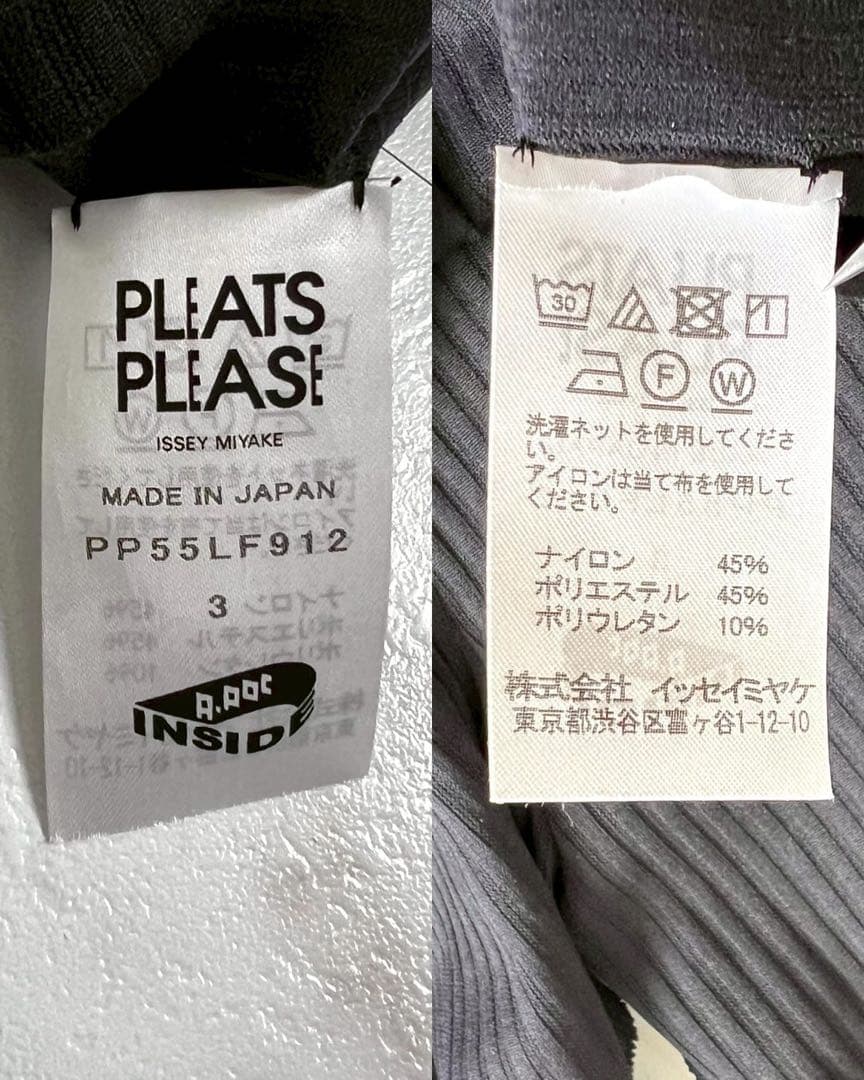 PLEATS
PLEASE
ISSEY MIYAKE
MADE IN JAPAN
PP55LF912
3
A.POC
INSIDE
30
F
W
洗濯ネットを使用してくださ
い。
アイロンは当て布を使用して
ください。
ナイロン 45%
ポリエステル 45%
ポリウレタン 10%
株式会社 イッセイミヤケ
東京都渋谷区富ヶ谷1-12-10